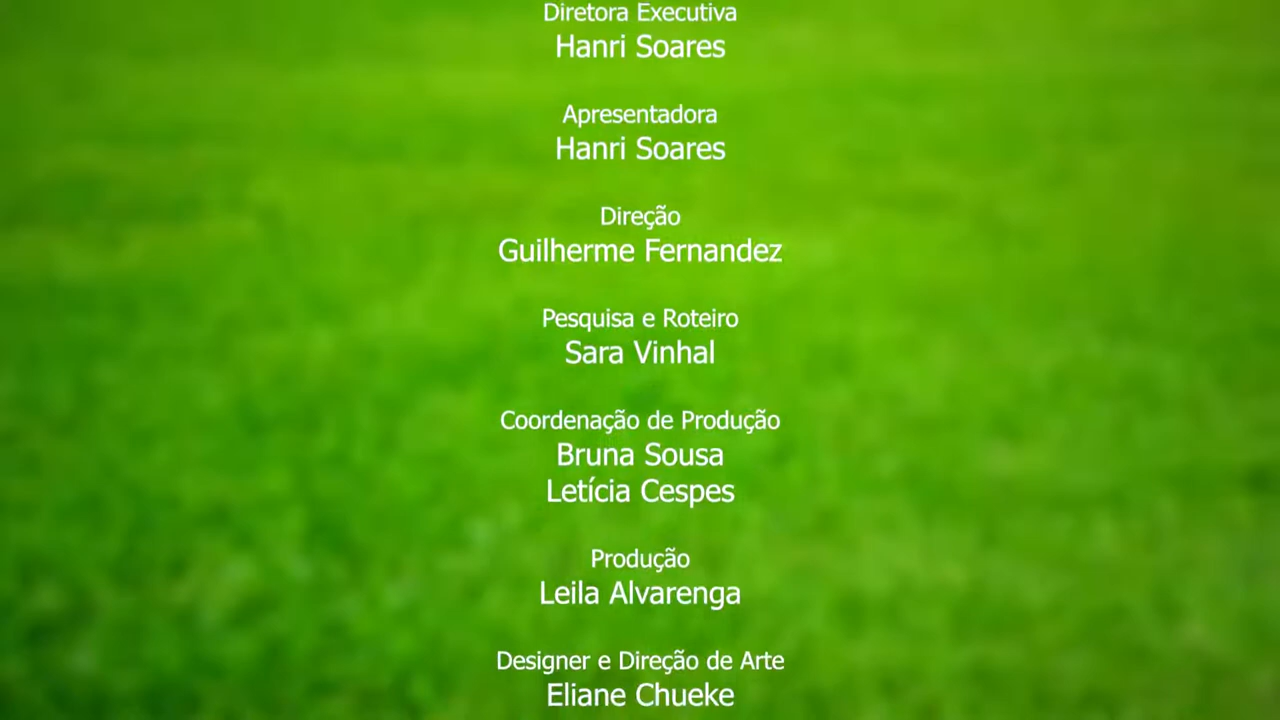 Diretora Executiva
Hanri Soares
Apresentadora
Hanri Soares
Direção
Guilherme Fernandez
Pesquisa e Roteiro
Sara Vinhal
Coordenação de Produção
Bruna Sousa
Letícia Cespes
Produção
Leila Alvarenga
Designer e Direção de Arte
Eliane Chueke